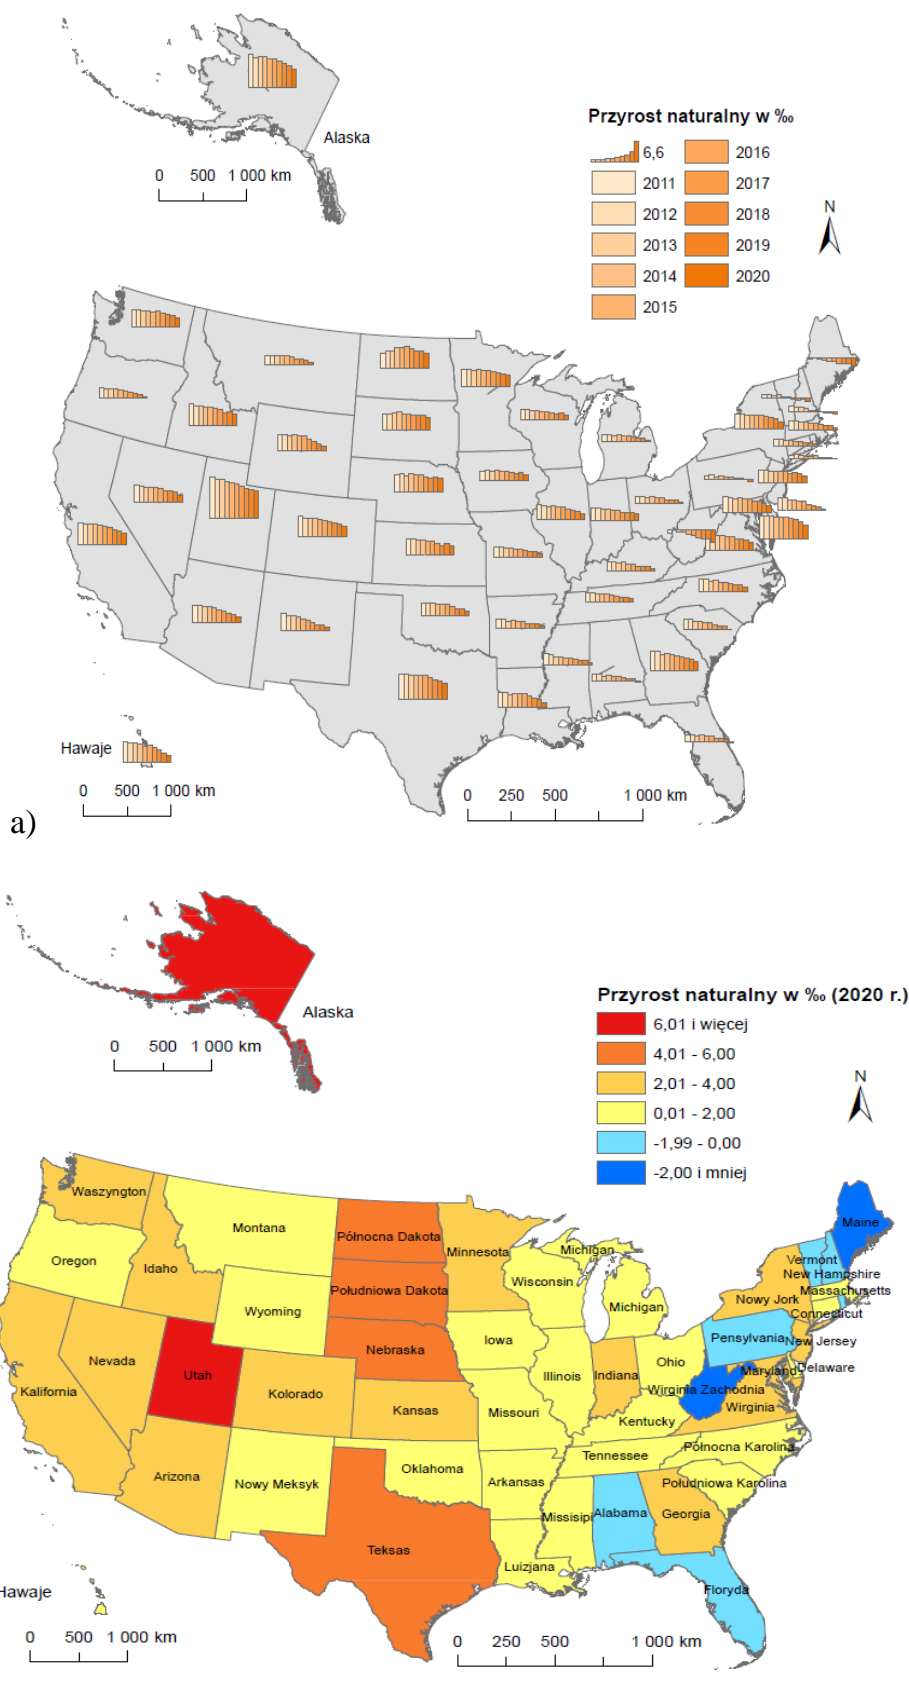 Alaska
0 500 1 000 km
Przyrost naturalny w ‰
6,6 2016
2011 2017
2012 2018
2013 2019
2014 2020
2015
N
Hawaje
0 500 1 000 km
0 250 500 1 000 km
a)
Alaska
0 500 1 000 km
Przyrost naturalny w ‰ (2020 r.)
6,01 i więcej
4,01 - 6,00
2,01 - 4,00
0,01 - 2,00
-1,99 - 0,00
-2,00 i mniej
N
Waszyngton
Montana
Północna Dakota
Minnesota
Michigan
Maine
Vermont
New Hampshire
Oregon
Idaho
Wisconsin
Massachusetts
Południowa Dakota
Nowy Jork
Connecticut
Wyoming
Michigan
Iowa
Pensylvania
New Jersey
Nebraska
Nevada
Utah
Ohio
Maryland
Delaware
Illinois
Indiana
Kalifornia
Kolorado
Wirginia Zachodnia
Kansas
Missouri
Kentucky
Wirginia
Północna Karolina
Tennessee
Arizona
Nowy Meksyk
Oklahoma
Arkansas
Południowa Karolina
Missisipi
Alabama
Georgia
Teksas
Luizjana
Floryda
Hawaje
0 500 1 000 km
0 250 500 1 000 km